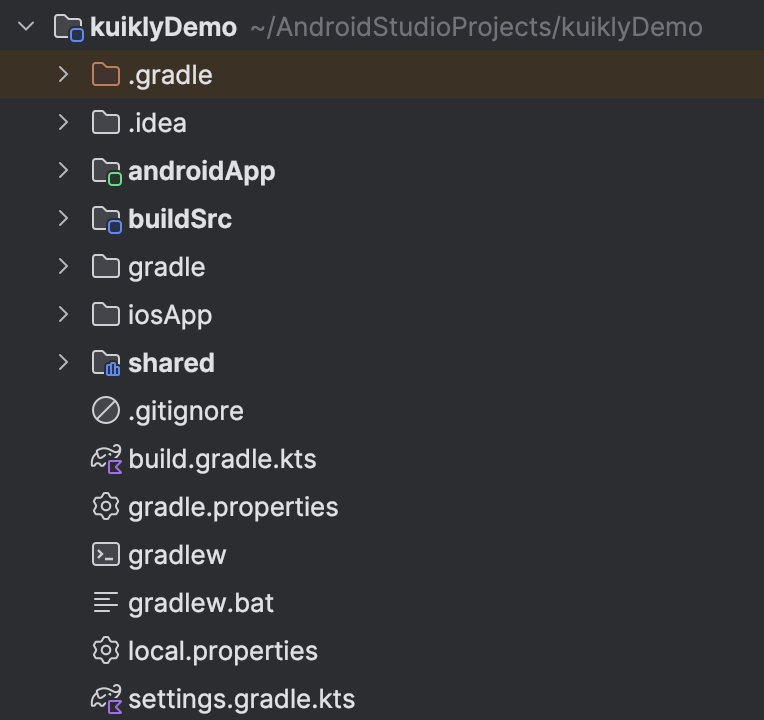 kuiklyDemo ~/AndroidStudioProjects/kuiklyDemo
.gradle
.idea
androidApp
buildSrc
gradle
iosApp
shared
.gitignore
build.gradle.kts
gradle.properties
gradlew
gradlew.bat
local.properties
settings.gradle.kts